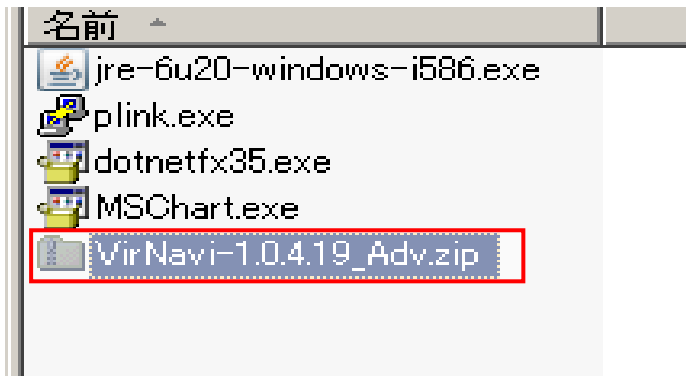 名前
jre-6u20-windows-i586.exe
plink.exe
dotnetfx35.exe
MSChart.exe
VirNavi-1.0.4.19_Adv.zip